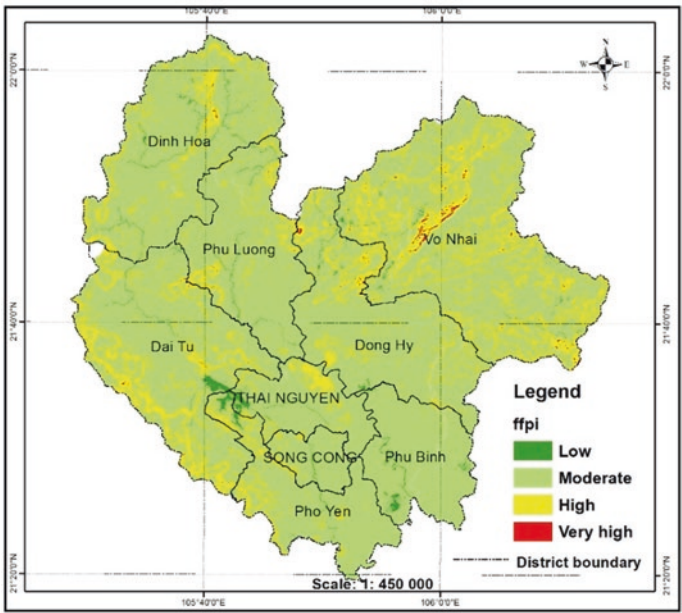 105°40'0"E 106°0'0"E
N
W E
S
22°0'0"N 22°0'0"N
Dinh Hoa
Vo Nhai
Phu Luong
21°40'0"N 21°40'0"N
Dai Tu
Dong Hy
THAI NGUYEN
SONG CONG
Phu Binh
Pho Yen
Legend
ffpi
Low
Moderate
High
Very high
District boundary
21°20'0"N 21°20'0"N
Scale: 1: 450 000
105°40'0"E 106°0'0"E